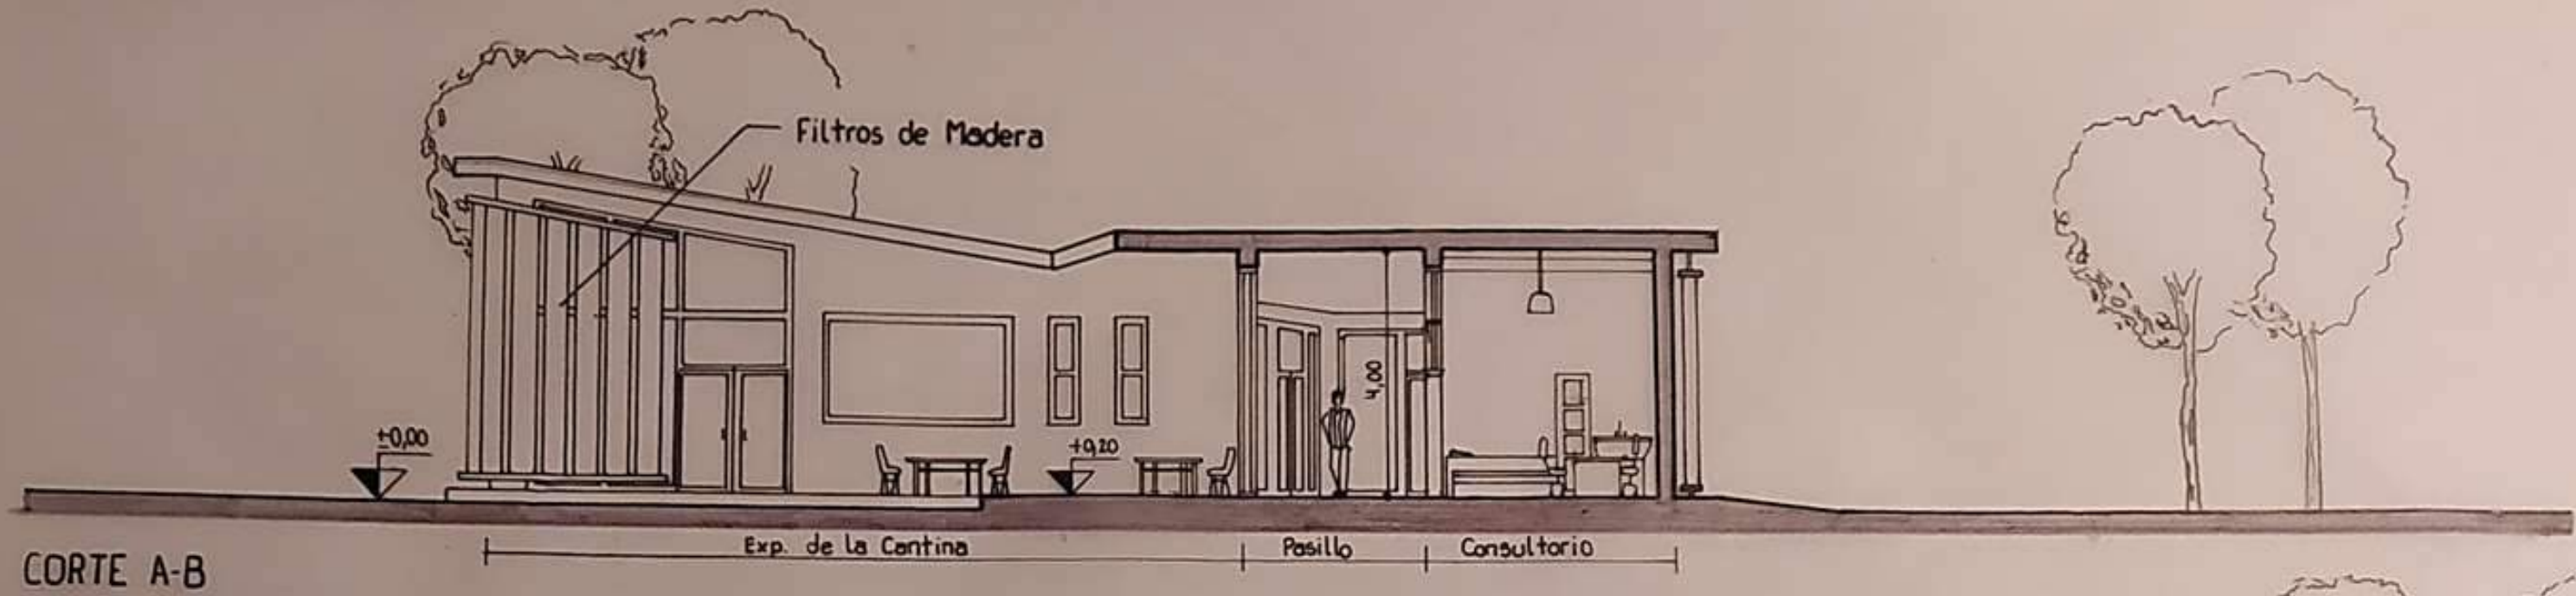 Filtros de Madera
±0,00
+0,20
4,00
Exp. de la Cantina
Pasillo
Consultorio
CORTE A-B